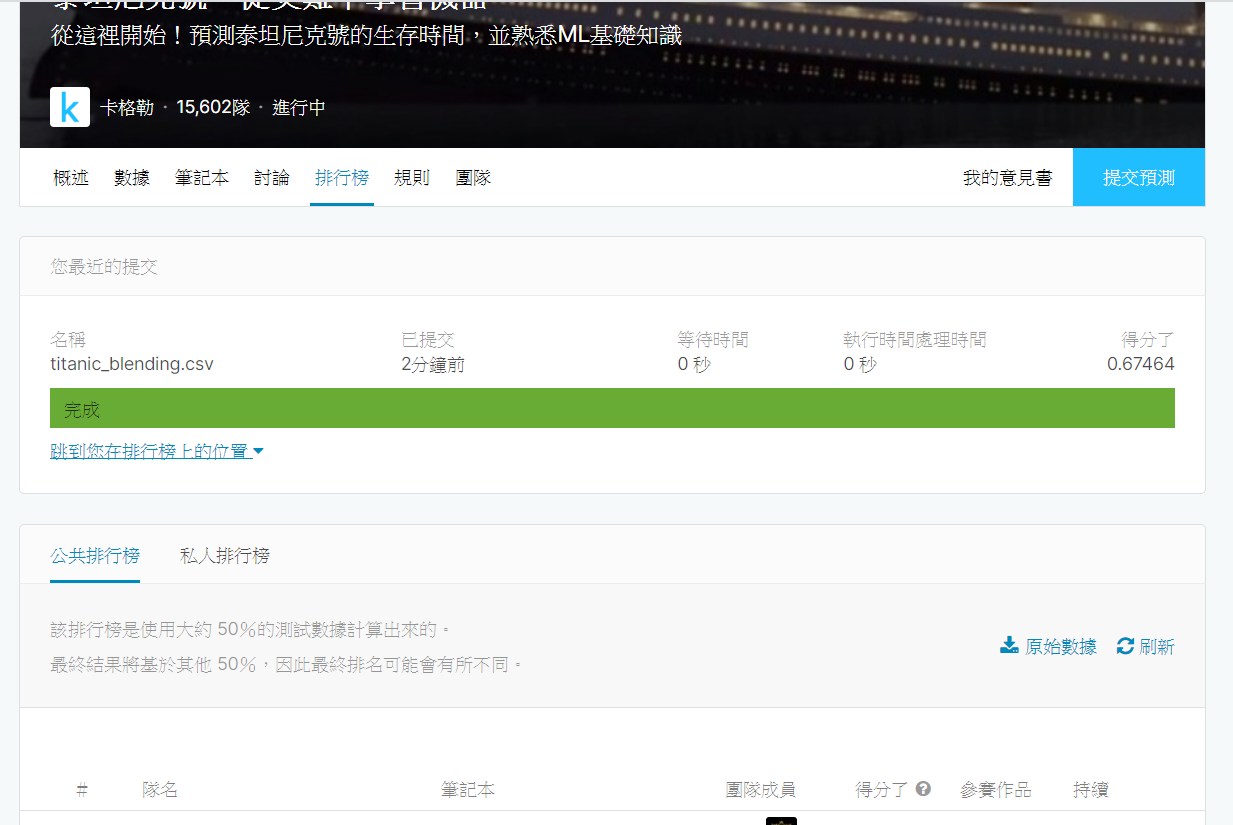 從這裡開始！預測泰坦尼克號的生存時間，並熟悉ML基礎知識
k 卡格勒 · 15,602隊 · 進行中
概述 數據 筆記本 討論 排行榜 規則 團隊 我的意見書 提交預測
您最近的提交
名稱 已提交 等待時間 執行時間處理時間 得分了
titanic_blending.csv 2分鐘前 0 秒 0 秒 0.67464
完成
跳到您在排行榜上的位置
公共排行榜 私人排行榜
該排行榜是使用大約 50％的測試數據計算出來的。
最終結果將基於其他 50％，因此最終排名可能會有所不同。
原始數據 刷新
# 隊名 筆記本 團隊成員 得分了 ? 參賽作品 持續